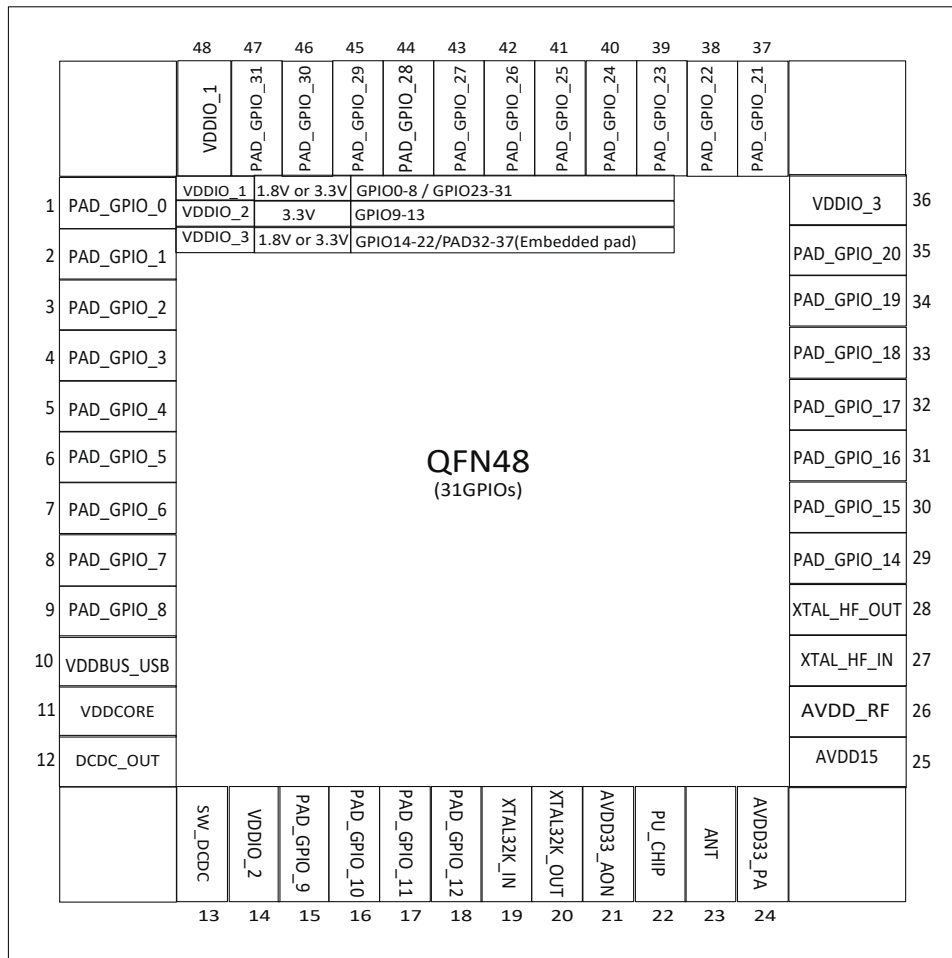 48 47 46 45 44 43 42 41 40 39 38 37
VDDIO_1
PAD_GPIO_31
PAD_GPIO_30
PAD_GPIO_29
PAD_GPIO_28
PAD_GPIO_27
PAD_GPIO_26
PAD_GPIO_25
PAD_GPIO_24
PAD_GPIO_23
PAD_GPIO_22
PAD_GPIO_21
VDDIO_1 1.8V or 3.3V GPIO0-8 / GPIO23-31
VDDIO_2 3.3V GPIO9-13
VDDIO_3 1.8V or 3.3V GPIO14-22/PAD32-37(Embedded pad)
1 PAD_GPIO_0
2 PAD_GPIO_1
3 PAD_GPIO_2
4 PAD_GPIO_3
5 PAD_GPIO_4
6 PAD_GPIO_5
7 PAD_GPIO_6
8 PAD_GPIO_7
9 PAD_GPIO_8
10 VDDBUS_USB
11 VDDCORE
12 DCDC_OUT
QFN48
(31GPIOs)
VDDIO_3 36
PAD_GPIO_20 35
PAD_GPIO_19 34
PAD_GPIO_18 33
PAD_GPIO_17 32
PAD_GPIO_16 31
PAD_GPIO_15 30
PAD_GPIO_14 29
XTAL_HF_OUT 28
XTAL_HF_IN 27
AVDD_RF 26
AVDD15 25
SW_DCDC
VDDIO_2
PAD_GPIO_9
PAD_GPIO_10
PAD_GPIO_11
PAD_GPIO_12
XTAL32K_IN
XTAL32K_OUT
AVDD33_AON
PU_CHIP
ANT
AVDD33_PA
13 14 15 16 17 18 19 20 21 22 23 24